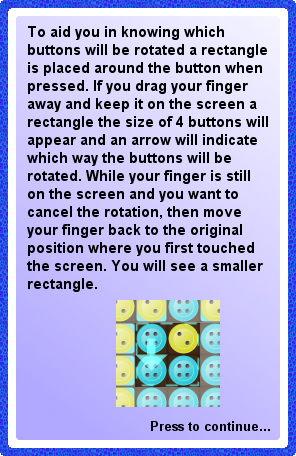 To aid you in knowing which
buttons will be rotated a rectangle
is placed around the button when
pressed. If you drag your finger
away and keep it on the screen a
rectangle the size of 4 buttons will
appear and an arrow will indicate
which way the buttons will be
rotated. While your finger is still
on the screen and you want to
cancel the rotation, then move
your finger back to the original
position where you first touched
the screen. You will see a smaller
rectangle.
Press to continue...